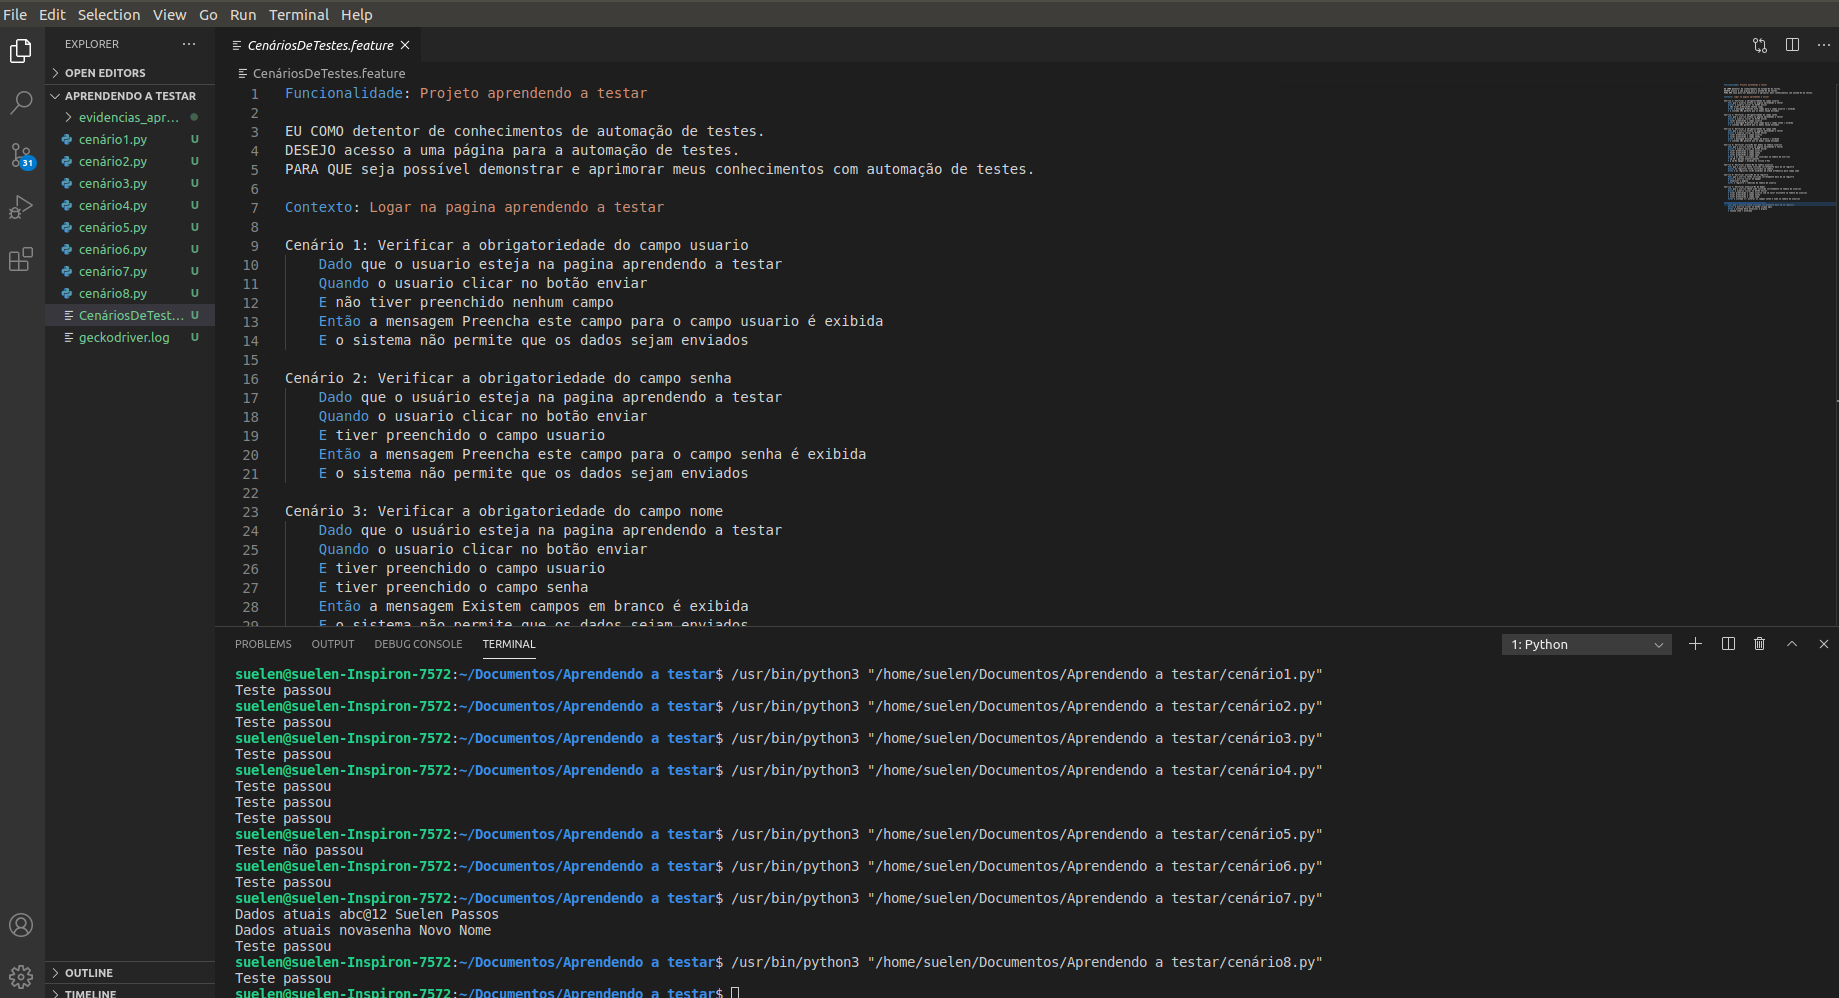 File Edit Selection View Go Run Terminal Help
EXPLORER ···
OPEN EDITORS
APRENDENDO A TESTAR
evidencias_apr...
cenário1.py U
cenário2.py U
cenário3.py U
cenário4.py U
cenário5.py U
cenário6.py U
cenário7.py U
cenário8.py U
CenáriosDeTest... U
geckodriver.log U
31
OUTLINE
TIMELINE
CenáriosDeTestes.feature
CenáriosDeTestes.feature
1 Funcionalidade: Projeto aprendendo a testar
2
3 EU COMO detentor de conhecimentos de automação de testes.
4 DESEJO acesso a uma página para a automação de testes.
5 PARA QUE seja possível demonstrar e aprimorar meus conhecimentos com automação de testes.
6
7 Contexto: Logar na pagina aprendendo a testar
8
9 Cenário 1: Verificar a obrigatoriedade do campo usuario
10 Dado que o usuario esteja na pagina aprendendo a testar
11 Quando o usuario clicar no botão enviar
12 E não tiver preenchido nenhum campo
13 Então a mensagem Preencha este campo para o campo usuario é exibida
14 E o sistema não permite que os dados sejam enviados
15
16 Cenário 2: Verificar a obrigatoriedade do campo senha
17 Dado que o usuário esteja na pagina aprendendo a testar
18 Quando o usuario clicar no botão enviar
19 E tiver preenchido o campo usuario
20 Então a mensagem Preencha este campo para o campo senha é exibida
21 E o sistema não permite que os dados sejam enviados
22
23 Cenário 3: Verificar a obrigatoriedade do campo nome
24 Dado que o usuário esteja na pagina aprendendo a testar
25 Quando o usuario clicar no botão enviar
26 E tiver preenchido o campo usuario
27 E tiver preenchido o campo senha
28 Então a mensagem Existem campos em branco é exibida
29 E o sistema não permite que os dados sejam enviados
PROBLEMS OUTPUT DEBUG CONSOLE TERMINAL 1: Python
suelen@suelen-Inspiron-7572:~/Documentos/Aprendendo a testar$ /usr/bin/python3 "/home/suelen/Documentos/Aprendendo a testar/cenário1.py"
Teste passou
suelen@suelen-Inspiron-7572:~/Documentos/Aprendendo a testar$ /usr/bin/python3 "/home/suelen/Documentos/Aprendendo a testar/cenário2.py"
Teste passou
suelen@suelen-Inspiron-7572:~/Documentos/Aprendendo a testar$ /usr/bin/python3 "/home/suelen/Documentos/Aprendendo a testar/cenário3.py"
Teste passou
suelen@suelen-Inspiron-7572:~/Documentos/Aprendendo a testar$ /usr/bin/python3 "/home/suelen/Documentos/Aprendendo a testar/cenário4.py"
Teste passou
Teste passou
Teste passou
suelen@suelen-Inspiron-7572:~/Documentos/Aprendendo a testar$ /usr/bin/python3 "/home/suelen/Documentos/Aprendendo a testar/cenário5.py"
Teste não passou
suelen@suelen-Inspiron-7572:~/Documentos/Aprendendo a testar$ /usr/bin/python3 "/home/suelen/Documentos/Aprendendo a testar/cenário6.py"
Teste passou
suelen@suelen-Inspiron-7572:~/Documentos/Aprendendo a testar$ /usr/bin/python3 "/home/suelen/Documentos/Aprendendo a testar/cenário7.py"
Dados atuais abc@12 Suelen Passos
Dados atuais novasenha Novo Nome
Teste passou
suelen@suelen-Inspiron-7572:~/Documentos/Aprendendo a testar$ /usr/bin/python3 "/home/suelen/Documentos/Aprendendo a testar/cenário8.py"
Teste passou
suelen@suelen-Inspiron-7572:~/Documentos/Aprendendo a testar$